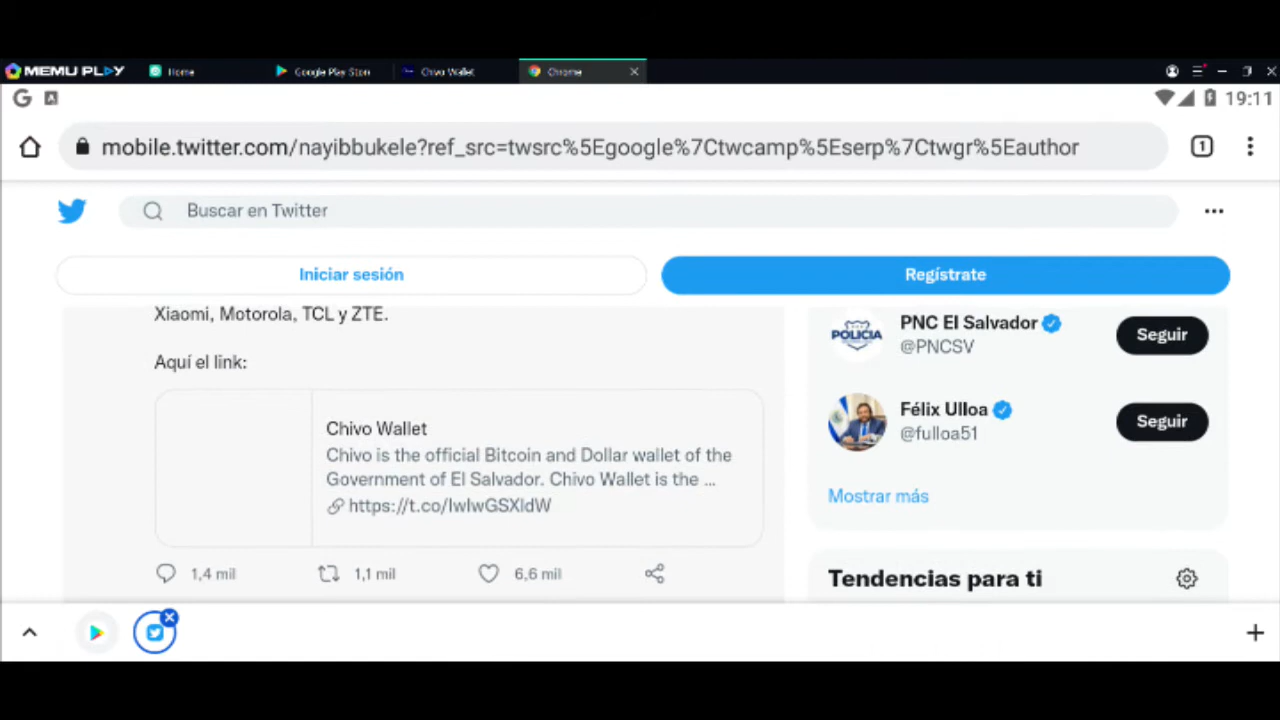 MEMU PLAY
Home
Google Play Store
Chivo Wallet
Chrome
19:11
mobile.twitter.com/nayibbukele?ref_src=twsrc%5Egoogle%7Ctwcamp%5Eserp%7Ctwgr%5Eauthor
1
Buscar en Twitter
Iniciar sesión
Regístrate
Xiaomi, Motorola, TCL y ZTE.
Aquí el link:
Chivo Wallet
Chivo is the official Bitcoin and Dollar wallet of the
Government of El Salvador. Chivo Wallet is the ...
https://t.co/IwIwGSXIdW
1,4 mil
1,1 mil
6,6 mil
POLICIA
PNC El Salvador
@PNCSV
Seguir
Félix Ulloa
@fulloa51
Seguir
Mostrar más
Tendencias para ti